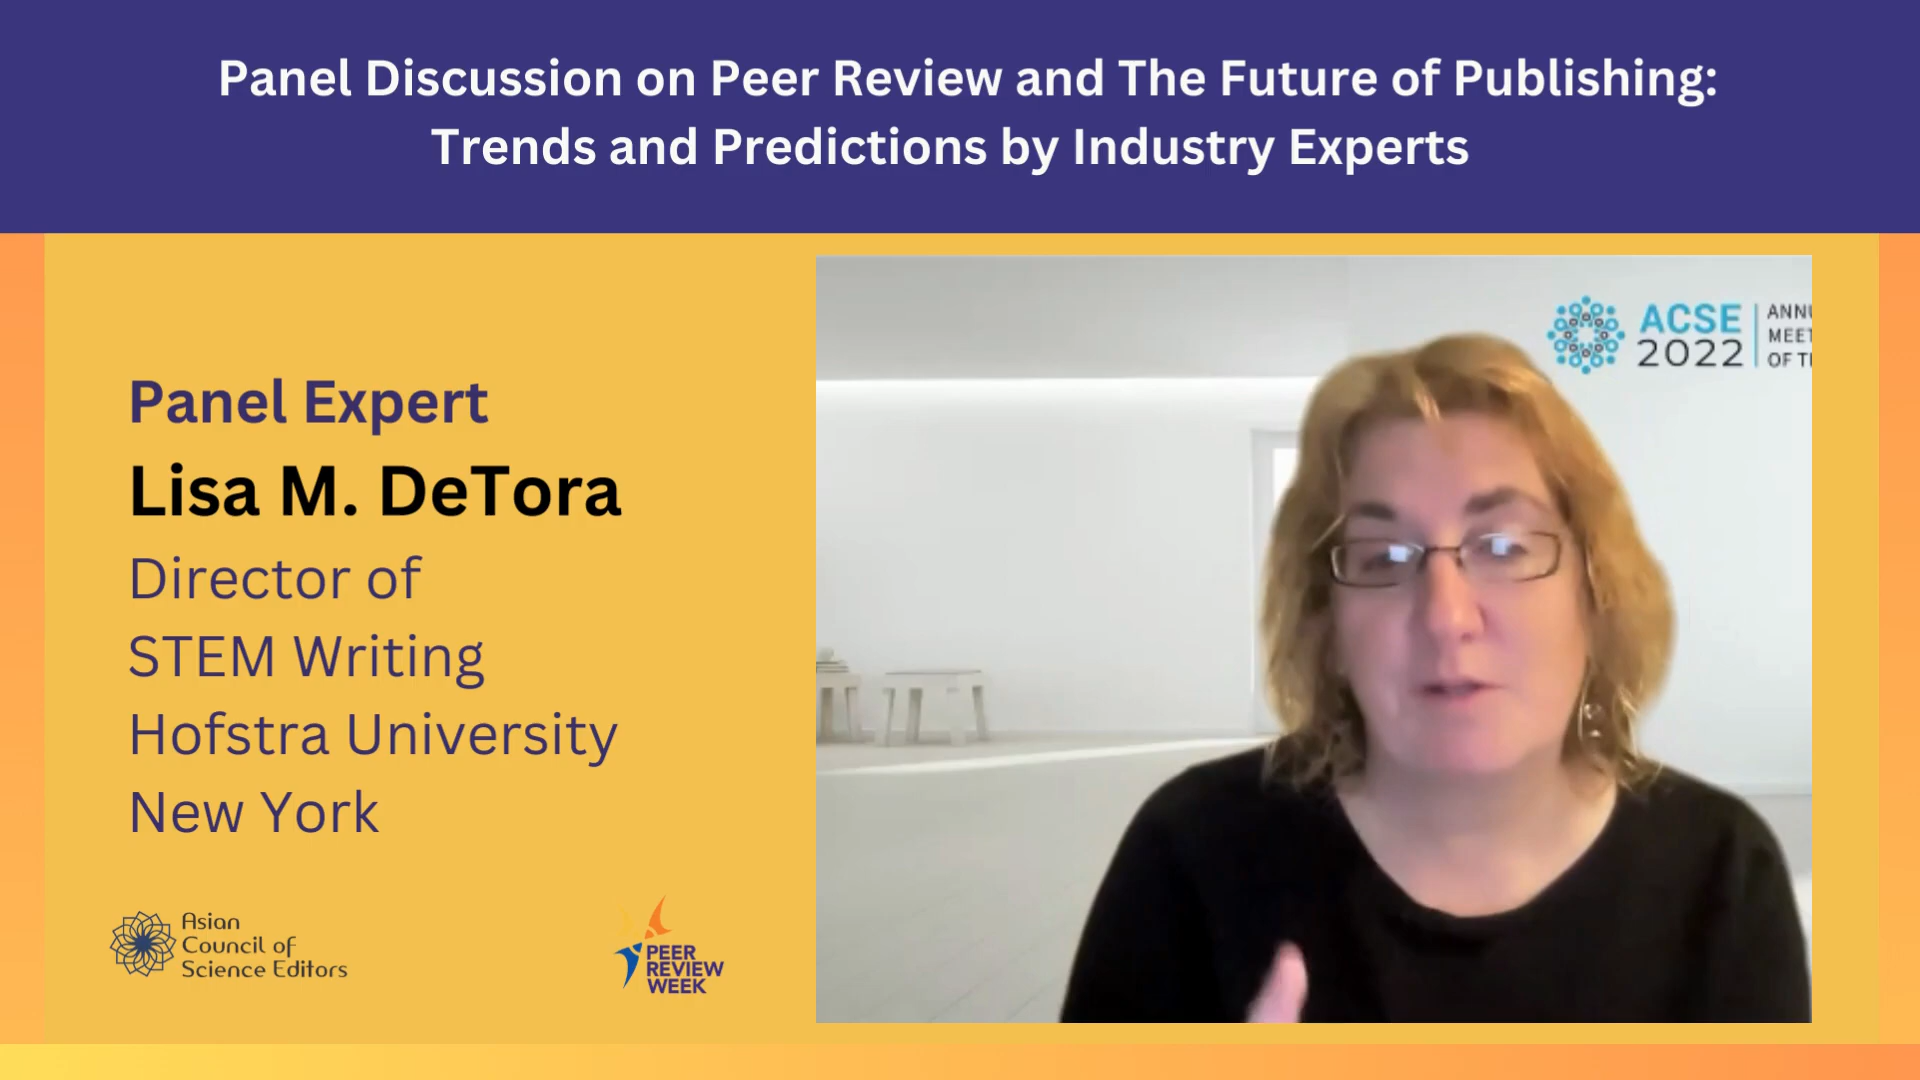 Panel Discussion on Peer Review and The Future of Publishing:
Trends and Predictions by Industry Experts
Panel Expert
Lisa M. DeTora
Director of
STEM Writing
Hofstra University
New York
Asian
Council of
Science Editors
PEER
REVIEW
WEEK
ACSE
2022
MEET
OF